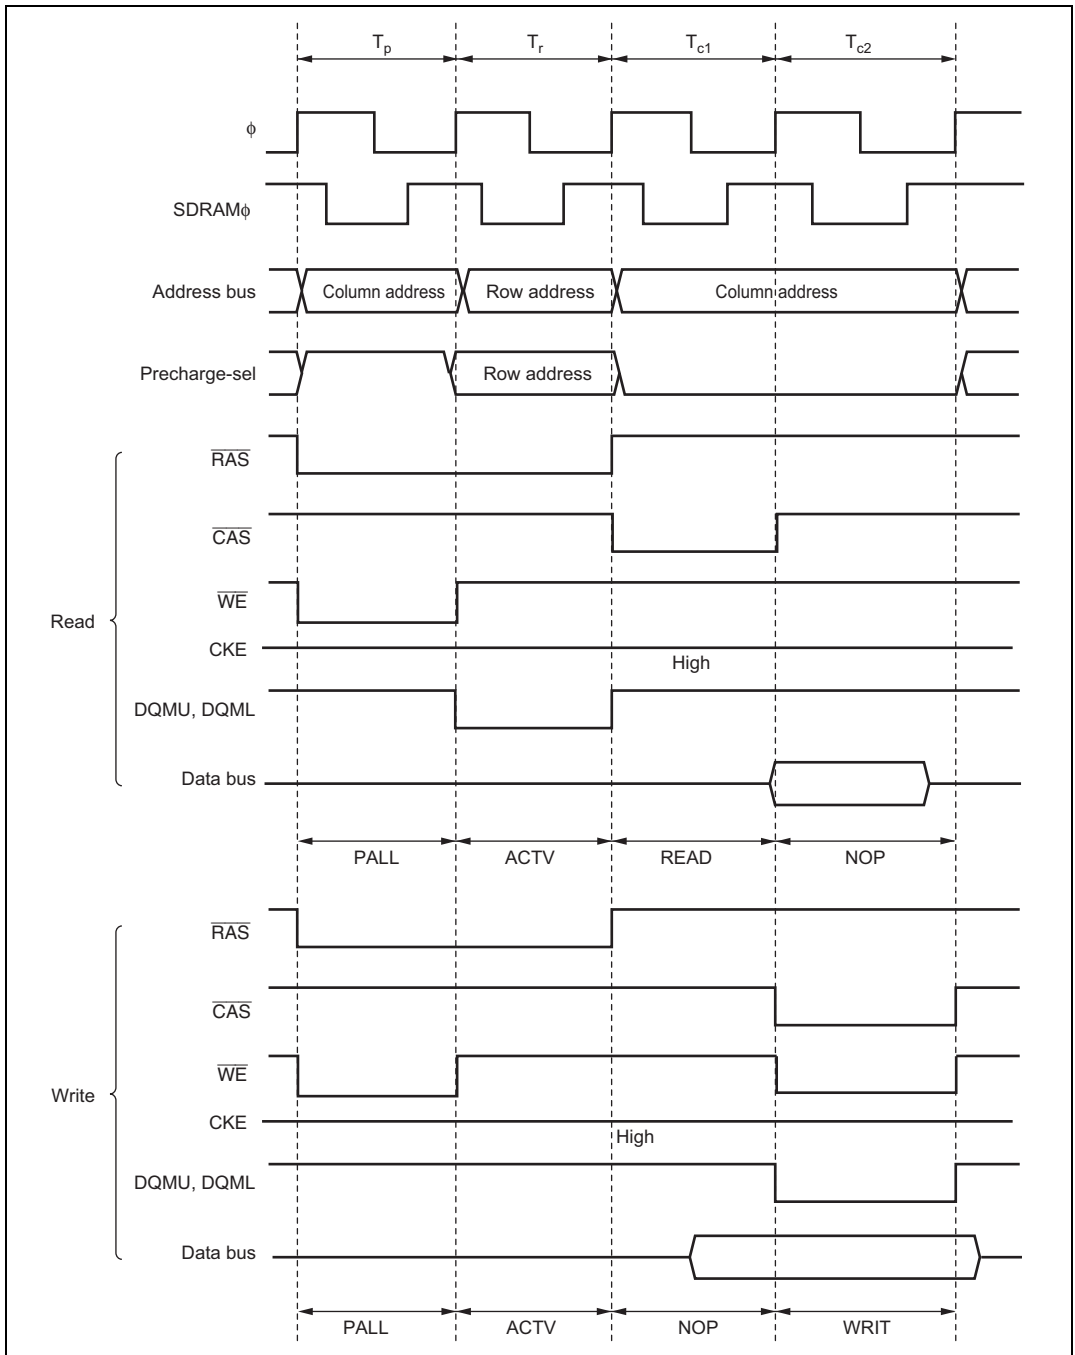 Tp Tr Tc1 Tc2
ϕ
SDRAMϕ
Address bus Column address Row address Column address
Precharge-sel Row address
RAS
CAS
WE
Read
CKE
High
DQMU, DQML
Data bus
PALL ACTV READ NOP
RAS
CAS
WE
Write
CKE
High
DQMU, DQML
Data bus
PALL ACTV NOP WRIT